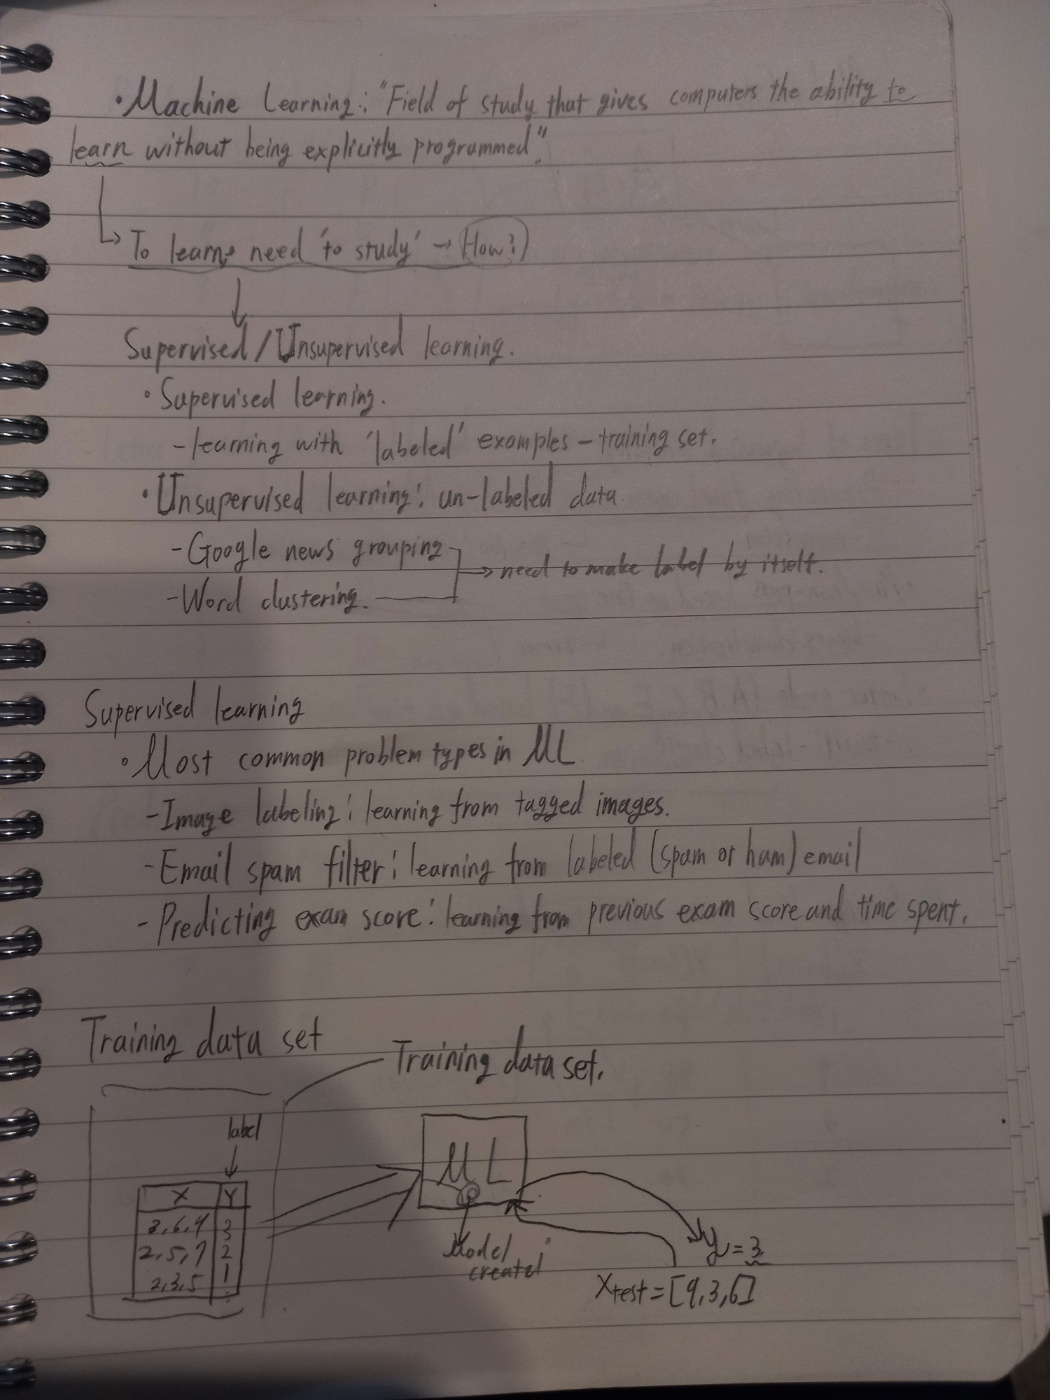 • Machine Learning: "Field of study that gives computers the ability to
learn without being explicitly programmed".
To learn, need 'to study' → How?
Supervised / Unsupervised learning.
• Supervised learning.
- learning with 'labeled' examples - training set.
• Unsupervised learning: un-labeled data
- Google news grouping
→ need to make label by itself.
- Word clustering.
Supervised learning
• Most common problem types in ML
- Image labeling: learning from tagged images.
- Email spam filter: learning from labeled (spam or ham) email
- Predicting exam score: learning from previous exam score and time spent.
Training data set
Training data set.
label
X Y
3,6,9 3
2,5,7 2
2,3,5 1
ML
Model
created
y = 3
Xtest = [9,3,6]